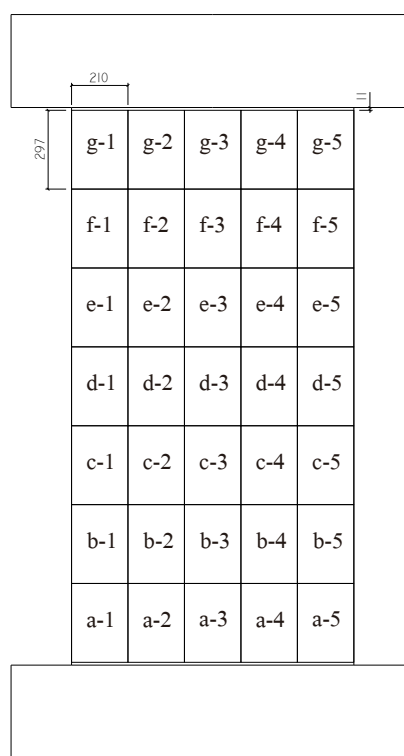 210
11
297
g-1 g-2 g-3 g-4 g-5
f-1 f-2 f-3 f-4 f-5
e-1 e-2 e-3 e-4 e-5
d-1 d-2 d-3 d-4 d-5
c-1 c-2 c-3 c-4 c-5
b-1 b-2 b-3 b-4 b-5
a-1 a-2 a-3 a-4 a-5